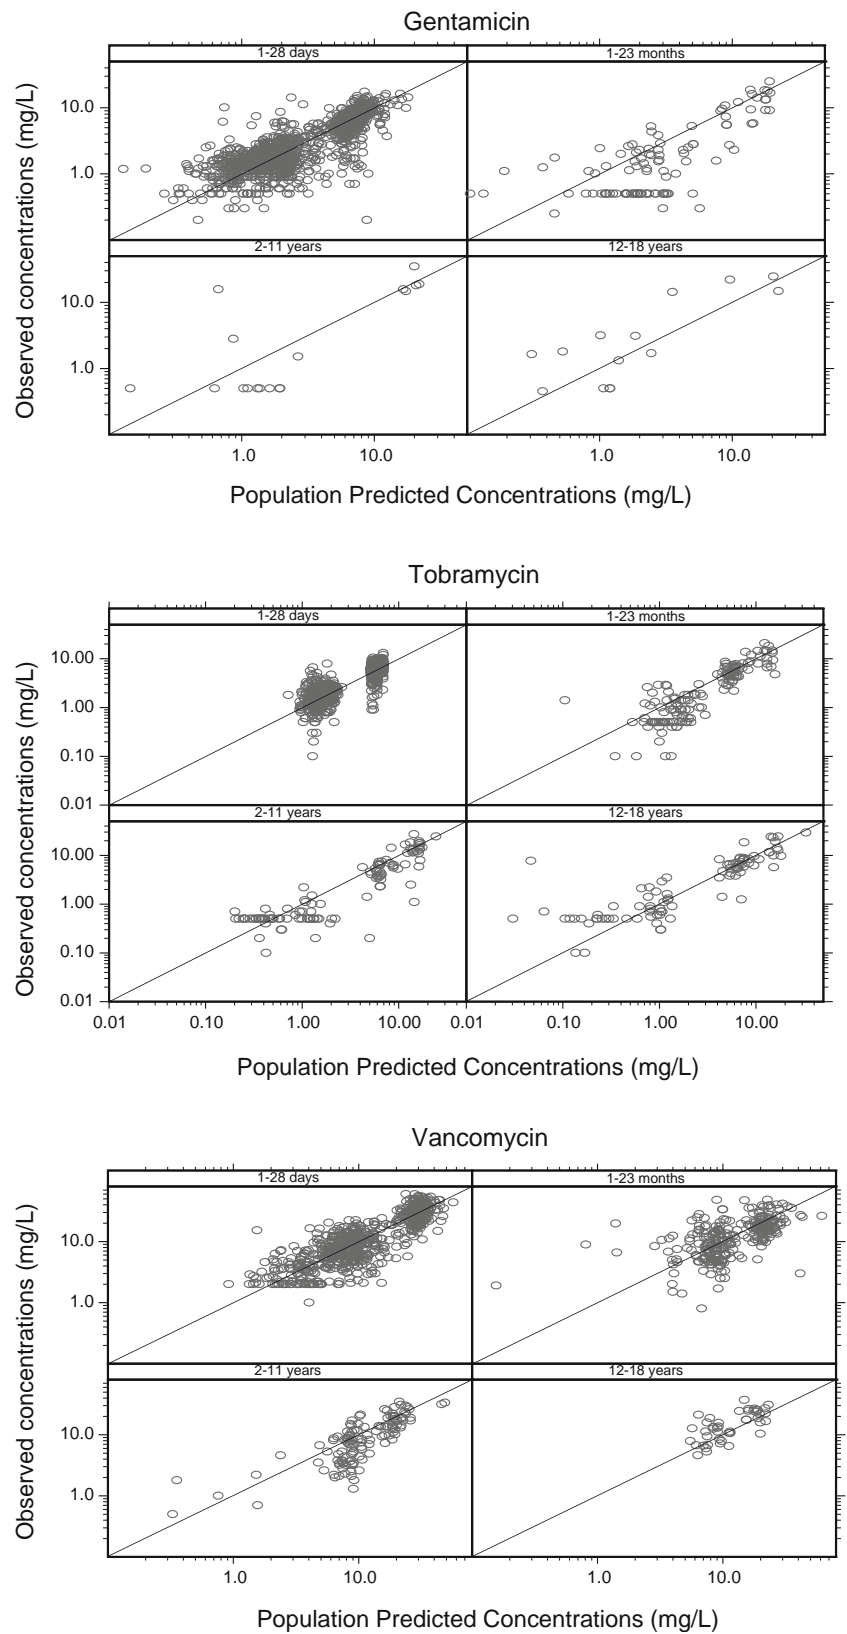 Gentamicin
1-28 days 1-23 months
10.0
1.0
2-11 years 12-18 years
10.0
1.0
Observed concentrations (mg/L)
1.0 10.0 1.0 10.0
Population Predicted Concentrations (mg/L)
Tobramycin
1-28 days 1-23 months
10.00
1.00
0.10
0.01
2-11 years 12-18 years
10.00
1.00
0.10
0.01
Observed concentrations (mg/L)
0.01 0.10 1.00 10.00 0.01 0.10 1.00 10.00
Population Predicted Concentrations (mg/L)
Vancomycin
1-28 days 1-23 months
10.0
1.0
2-11 years 12-18 years
10.0
1.0
Observed concentrations (mg/L)
1.0 10.0 1.0 10.0
Population Predicted Concentrations (mg/L)